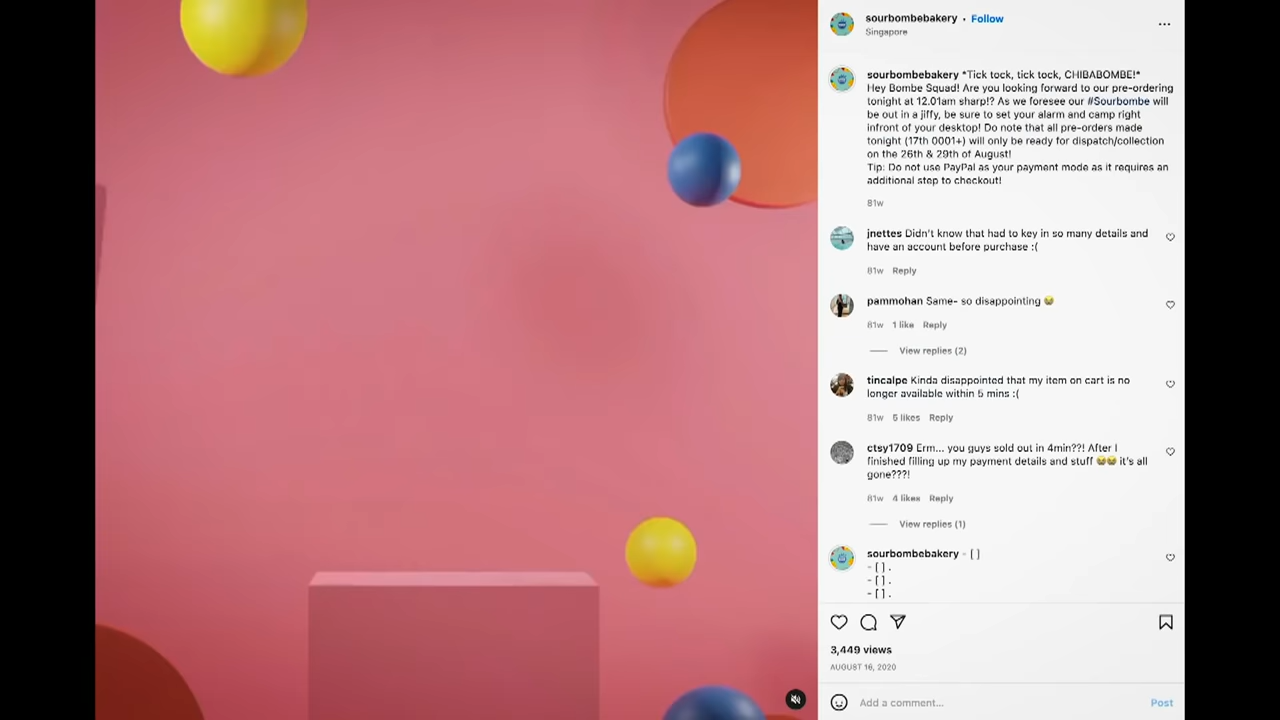 sourbombebakery • Follow
Singapore
sourbombebakery *Tick tock, tick tock, CHIBABOMBE!*
Hey Bombe Squad! Are you looking forward to our pre-ordering
tonight at 12.01am sharp!? As we foresee our #Sourbombe will
be out in a jiffy, be sure to set your alarm and camp right
infront of your desktop! Do note that all pre-orders made
tonight (17th 0001+) will only be ready for dispatch/collection
on the 26th & 29th of August!
Tip: Do not use PayPal as your payment mode as it requires an
additional step to checkout!
81w
jnettes Didn't know that had to key in so many details and
have an account before purchase :(
81w Reply
pammohan Same- so disappointing 😭
81w 1 like Reply
View replies (2)
tincalpe Kinda disappointed that my item on cart is no
longer available within 5 mins :(
81w 5 likes Reply
ctsy1709 Erm... you guys sold out in 4min??! After I
finished filling up my payment details and stuff 😭😭 it's all
gone???!
81w 4 likes Reply
View replies (1)
sourbombebakery - [ ]
- [ ] .
- [ ] .
- [ ] .
3,449 views
AUGUST 16, 2020
Add a comment...
Post